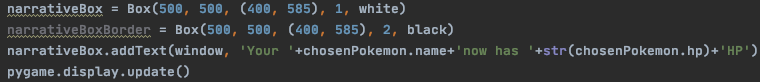 narrativeBox = Box(500, 500, (400, 585), 1, white)
narrativeBoxBorder = Box(500, 500, (400, 585), 2, black)
narrativeBox.addText(window, 'Your '+chosenPokemon.name+'now has '+str(chosenPokemon.hp)+'HP')
pygame.display.update()